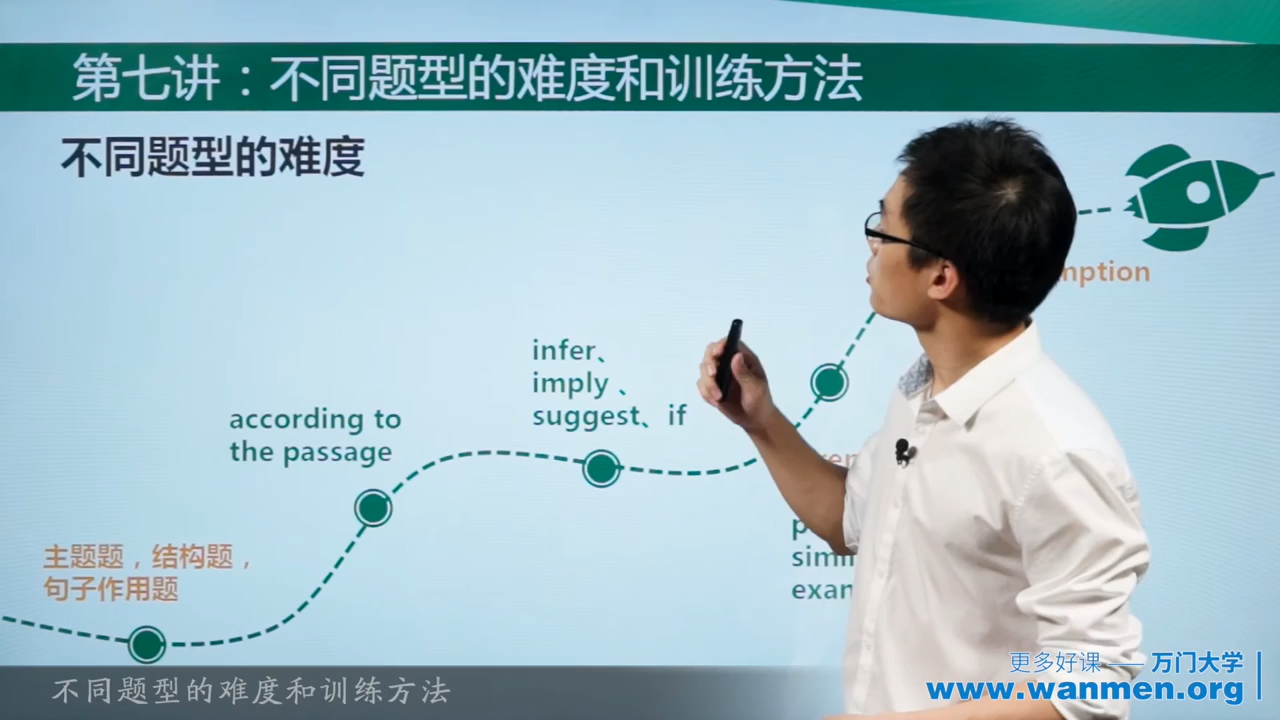 第七讲：不同题型的难度和训练方法
不同题型的难度
infer、
imply 、
suggest、if
according to
the passage
主题题，结构题，
句子作用题
不同题型的难度和训练方法
更多好课 —— 万门大学
www.wanmen.org